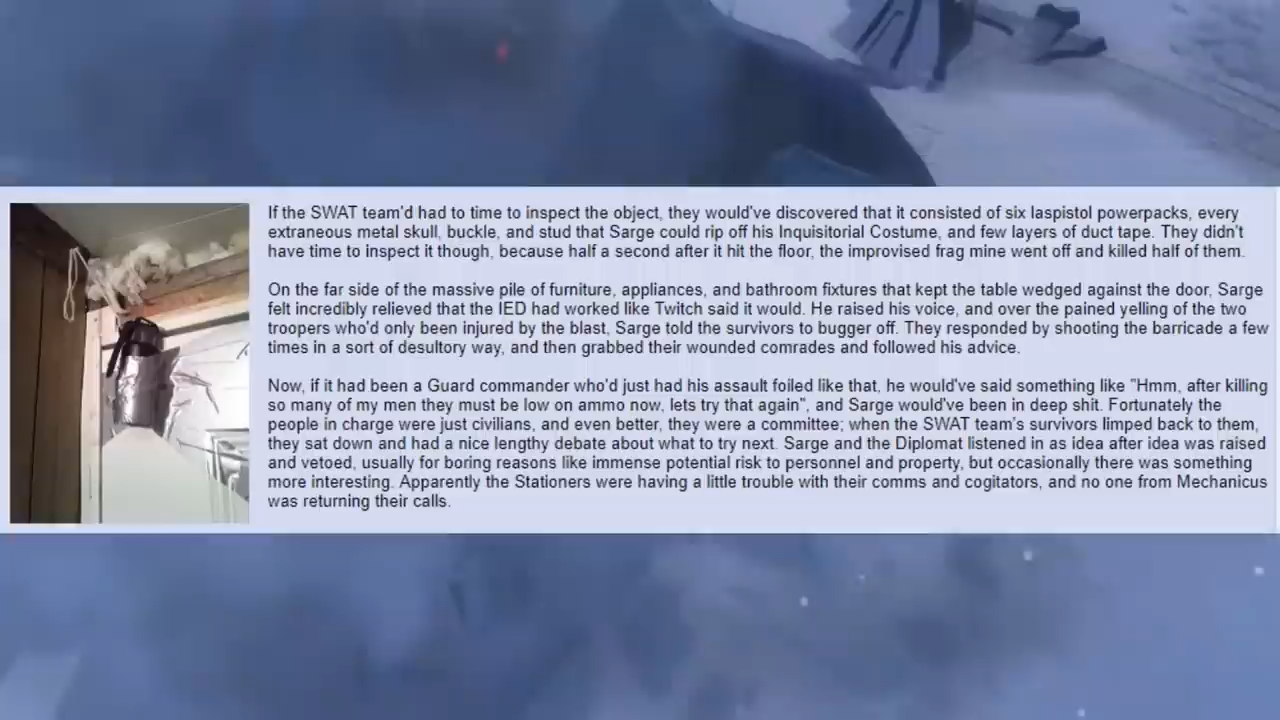 If the SWAT team'd had to time to inspect the object, they would've discovered that it consisted of six laspistol powerpacks, every
extraneous metal skull, buckle, and stud that Sarge could rip off his Inquisitorial Costume, and few layers of duct tape. They didn't
have time to inspect it though, because half a second after it hit the floor, the improvised frag mine went off and killed half of them.
On the far side of the massive pile of furniture, appliances, and bathroom fixtures that kept the table wedged against the door, Sarge
felt incredibly relieved that the IED had worked like Twitch said it would. He raised his voice, and over the pained yelling of the two
troopers who'd only been injured by the blast, Sarge told the survivors to bugger off. They responded by shooting the barricade a few
times in a sort of desultory way, and then grabbed their wounded comrades and followed his advice.
Now, if it had been a Guard commander who'd just had his assault foiled like that, he would've said something like "Hmm, after killing
so many of my men they must be low on ammo now, lets try that again", and Sarge would've been in deep shit. Fortunately the
people in charge were just civilians, and even better, they were a committee; when the SWAT team's survivors limped back to them,
they sat down and had a nice lengthy debate about what to try next. Sarge and the Diplomat listened in as idea after idea was raised
and vetoed, usually for boring reasons like immense potential risk to personnel and property, but occasionally there was something
more interesting. Apparently the Stationers were having a little trouble with their comms and cogitators, and no one from Mechanicus
was returning their calls.